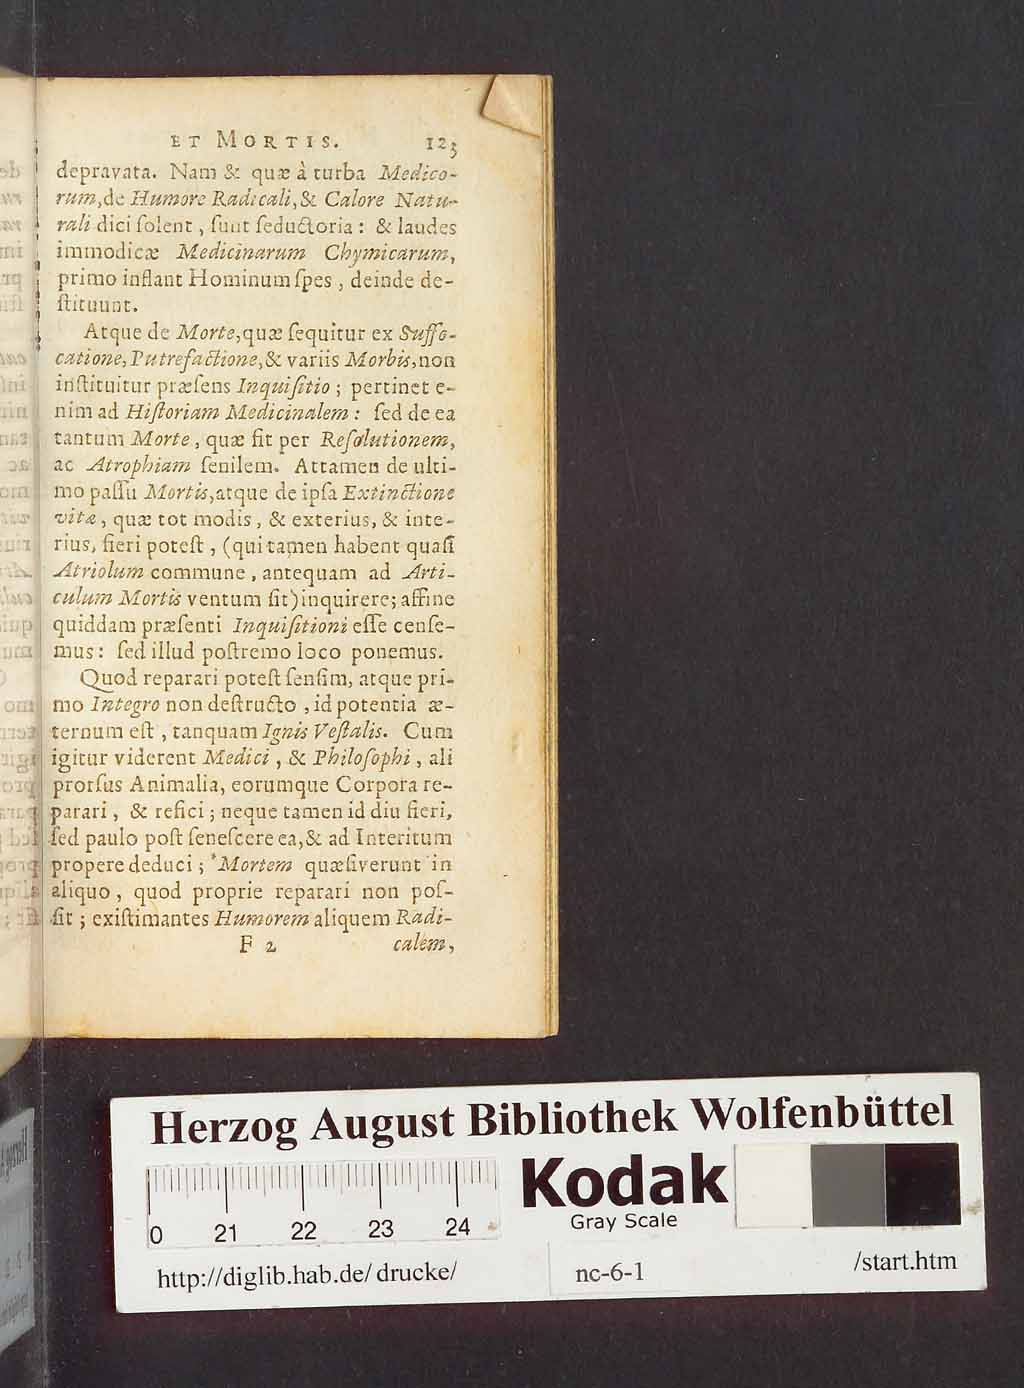 ET MORTIS. 123
depravata. Nam & quæ à turba Medico-
rum, de Humore Radicali, & Calore Natu-
rali dici ſolent, ſunt ſeductoria: & laudes
immodicæ Medicinarum Chymicarum,
primo inflant Hominum ſpes, deinde de-
ſtituunt.
Atque de Morte, quæ ſequitur ex Suffo-
catione, Putrefactione, & variis Morbis, non
inſtituitur præſens Inquiſitio; pertinet e-
nim ad Hiſtoriam Medicinalem: ſed de ea
tantum Morte, quæ fit per Reſolutionem,
ac Atrophiam ſenilem. Attamen de ulti-
mo paſſu Mortis, atque de ipſa Extinctione
vitæ, quæ tot modis, & exterius, & inte-
rius, fieri poteſt, (qui tamen habent quaſi
Atriolum commune, antequam ad Arti-
culum Mortis ventum ſit) inquirere; affine
quiddam præſenti Inquiſitioni eſſe cenſe-
mus: ſed illud poſtremo loco ponemus.
Quod reparari poteſt ſenſim, atque pri-
mo Integro non deſtructo, id potentia æ-
ternum eſt, tanquam Ignis Veſtalis. Cum
igitur viderent Medici, & Philoſophi, ali
prorſus Animalia, eorumque Corpora re-
parari, & refici; neque tamen id diu fieri,
ſed paulo poſt ſeneſcere ea, & ad Interitum
propere deduci; Mortem quæſiverunt in
aliquo, quod proprie reparari non poſ-
ſit; exiſtimantes Humorem aliquem Radi-
F 2 calem,
Herzog August Bibliothek Wolfenbüttel
Kodak
Gray Scale
0 21 22 23 24
http://diglib.hab.de/drucke/ nc-6-1 /start.htm